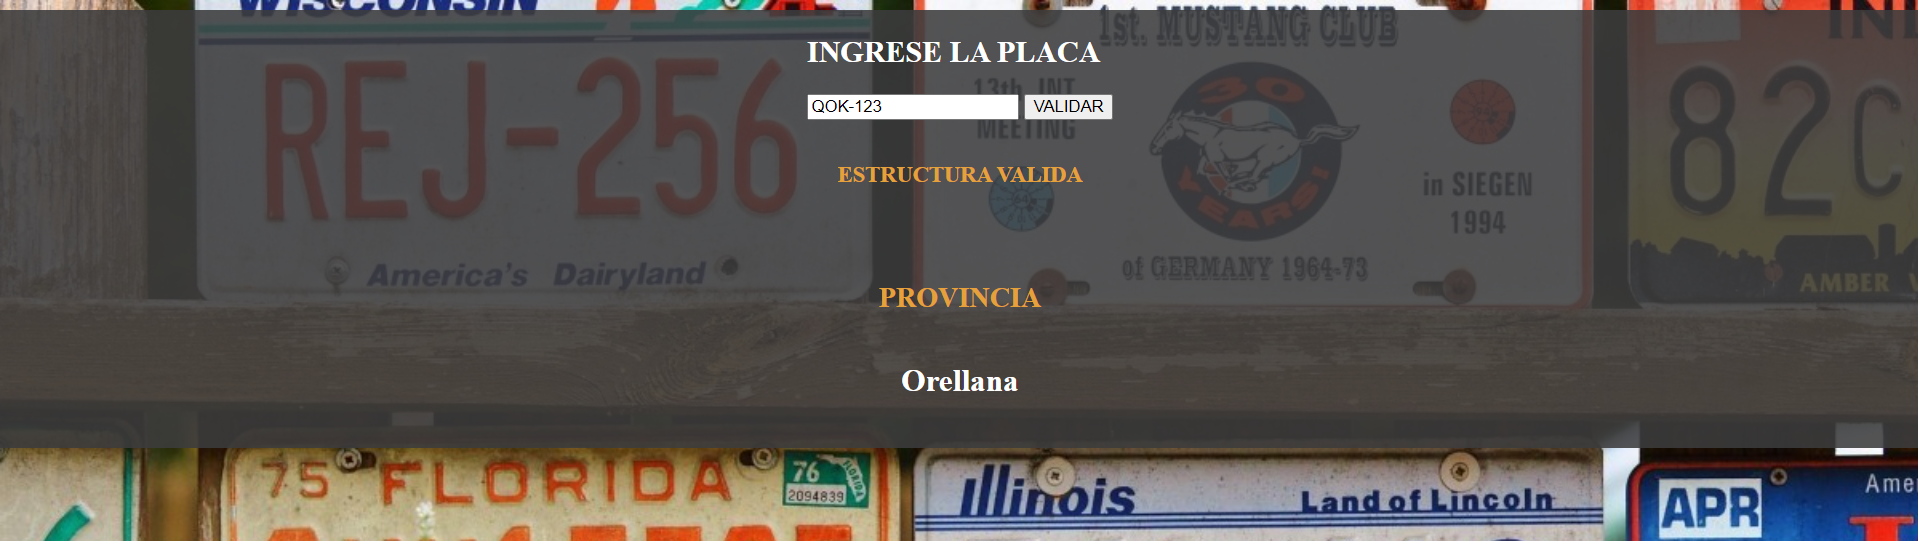 WISCONSIN
INGRESE LA PLACA
QOK-123 VALIDAR
ESTRUCTURA VALIDA
PROVINCIA
Orellana
REJ-256
America's Dairyland
1st. MUSTANG CLUB
13th INT
MEETING
30
YEARS!
in SIEGEN
1994
of GERMANY 1964-73
82C
AMBER
75 FLORIDA 76
FLORIDA
2094839
Illinois Land of Lincoln
APR